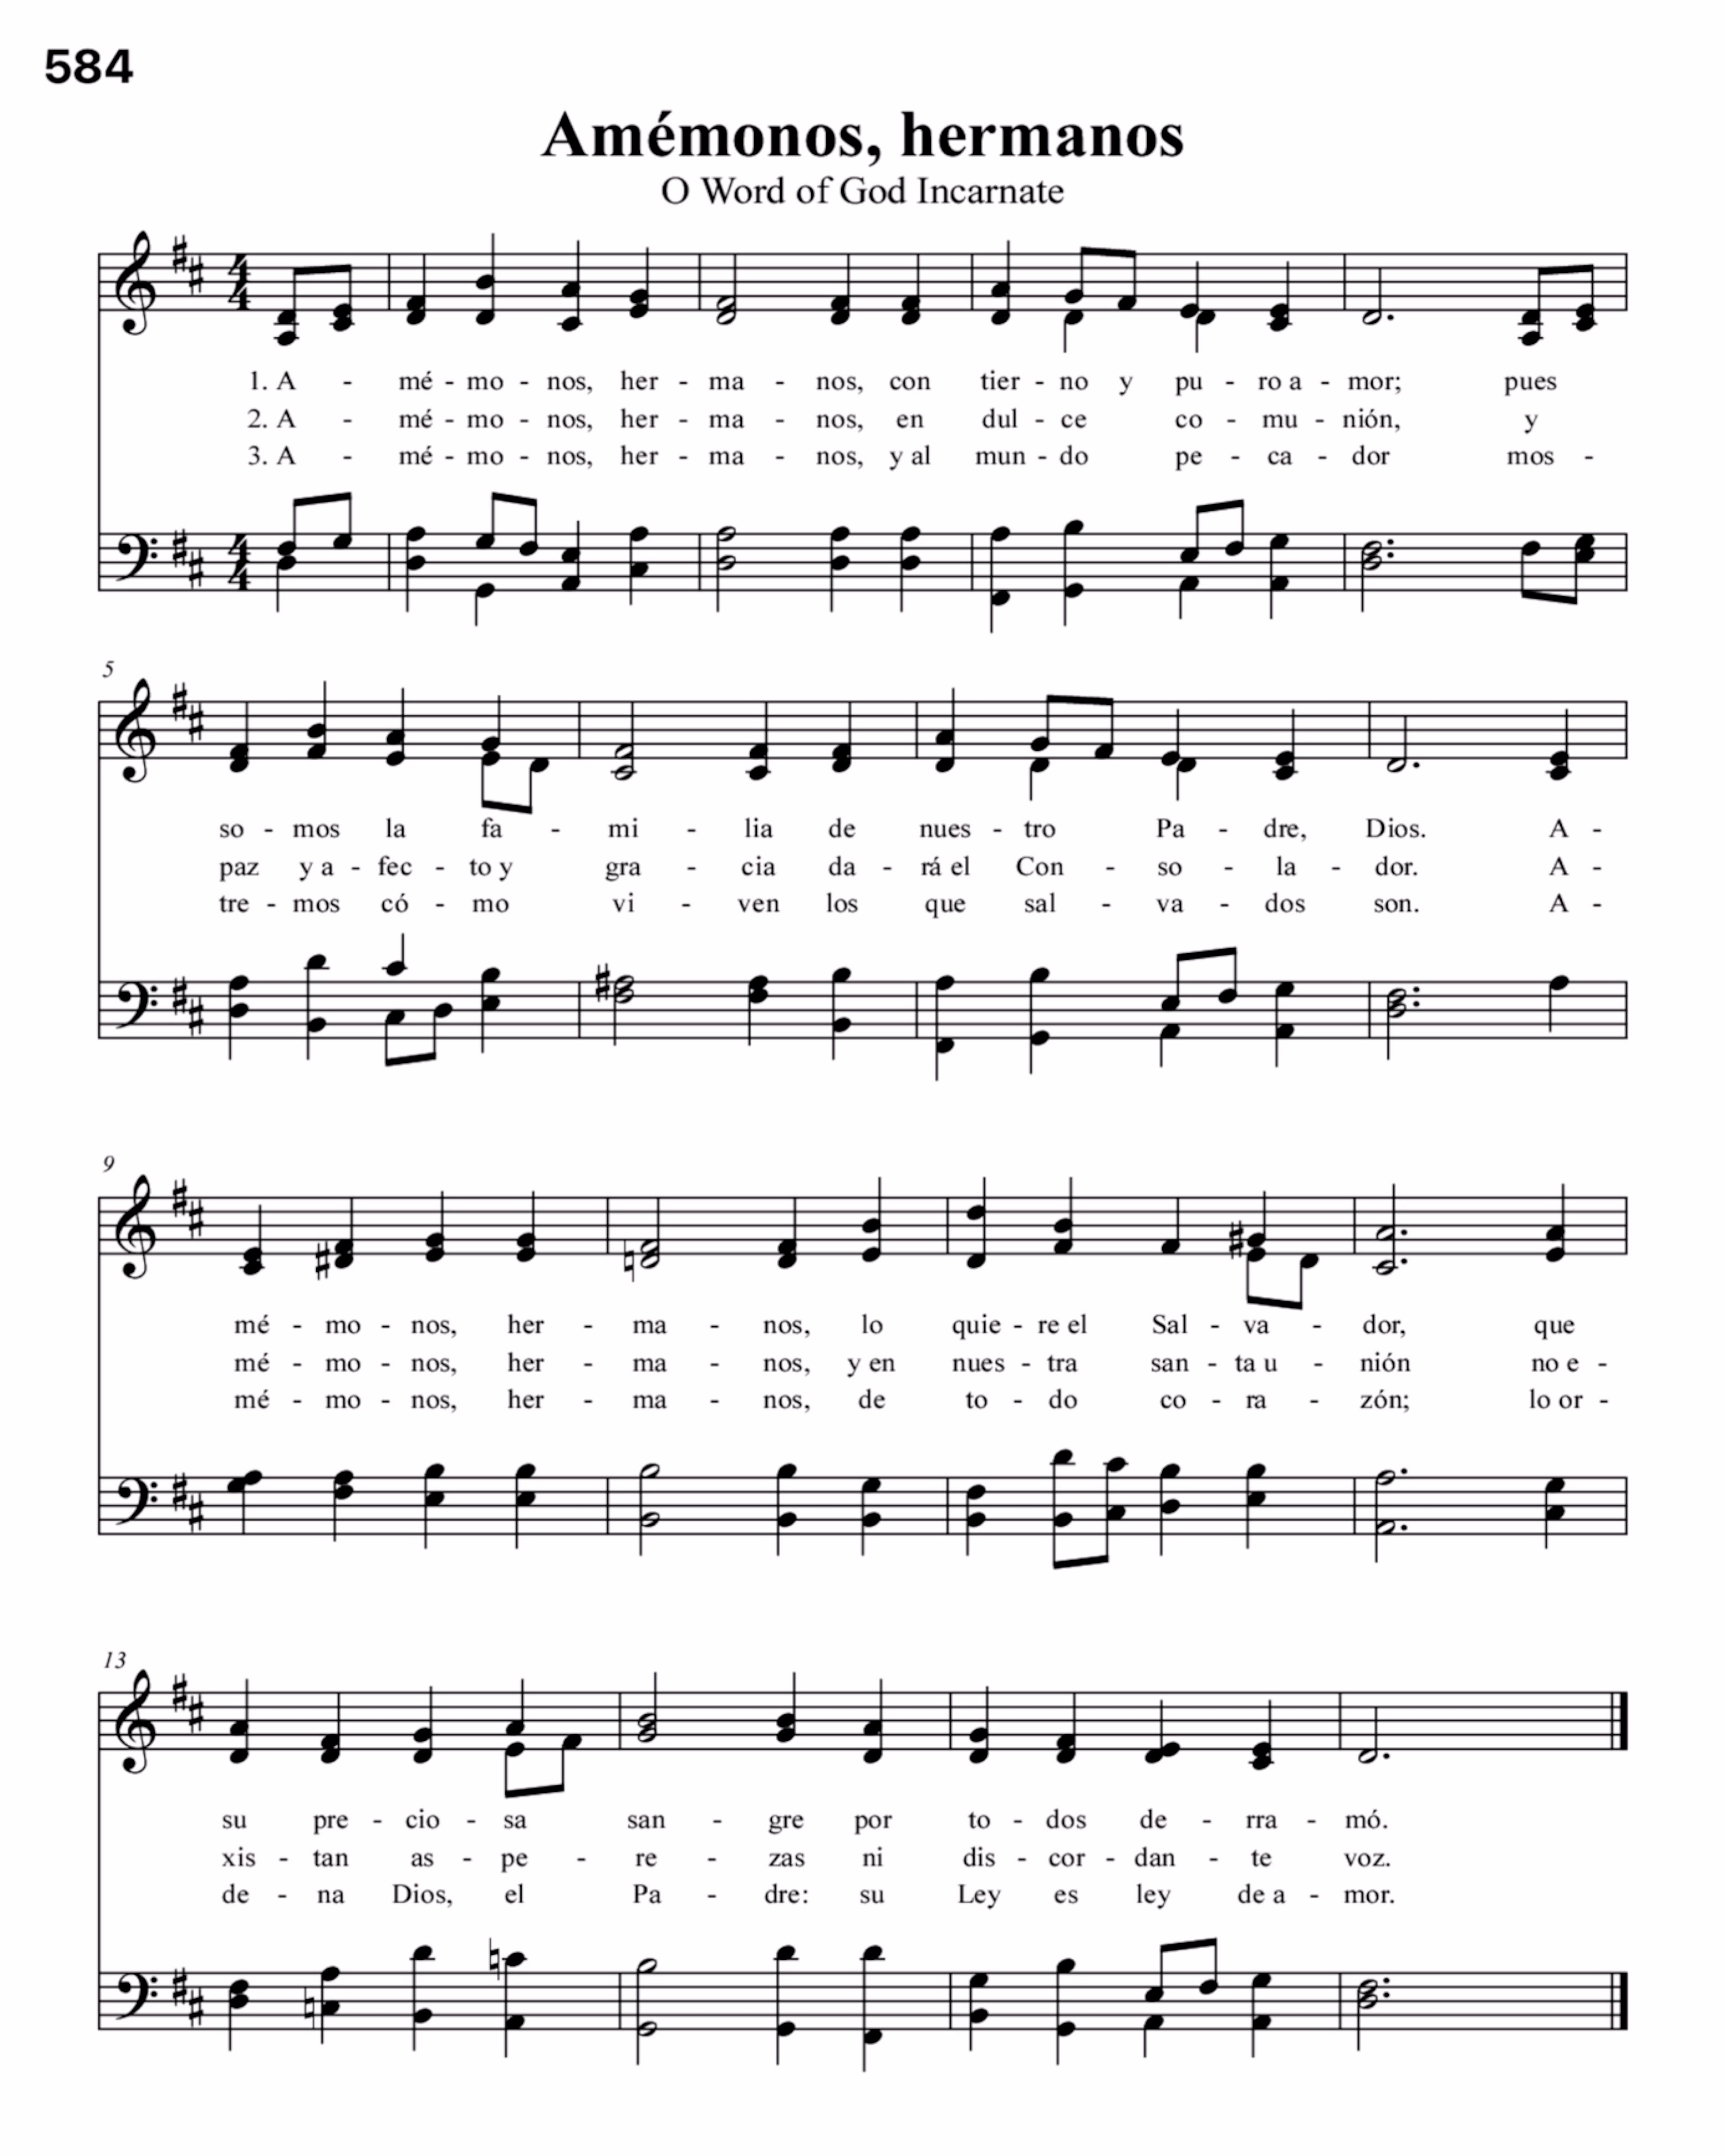 584
Amémonos, hermanos
O Word of God Incarnate
4 4
1. A - mé - mo - nos, her - ma - nos, con tier - no y pu - ro a - mor; pues
2. A - mé - mo - nos, her - ma - nos, en dul - ce co - mu - nión, y
3. A - mé - mo - nos, her - ma - nos, y al mun - do pe - ca - dor mos -
4 4
5
so - mos la fa - mi - lia de nues - tro Pa - dre, Dios. A -
paz y a - fec - to y gra - cia da - rá el Con - so - la - dor. A -
tre - mos có - mo vi - ven los que sal - va - dos son. A -
9
mé - mo - nos, her - ma - nos, lo quie - re el Sal - va - dor, que
mé - mo - nos, her - ma - nos, y en nues - tra san - ta u - nión no e -
mé - mo - nos, her - ma - nos, de to - do co - ra - zón; lo or -
13
su pre - cio - sa san - gre por to - dos de - rra - mó.
xis - tan as - pe - re - zas ni dis - cor - dan - te voz.
de - na Dios, el Pa - dre: su Ley es ley de a - mor.